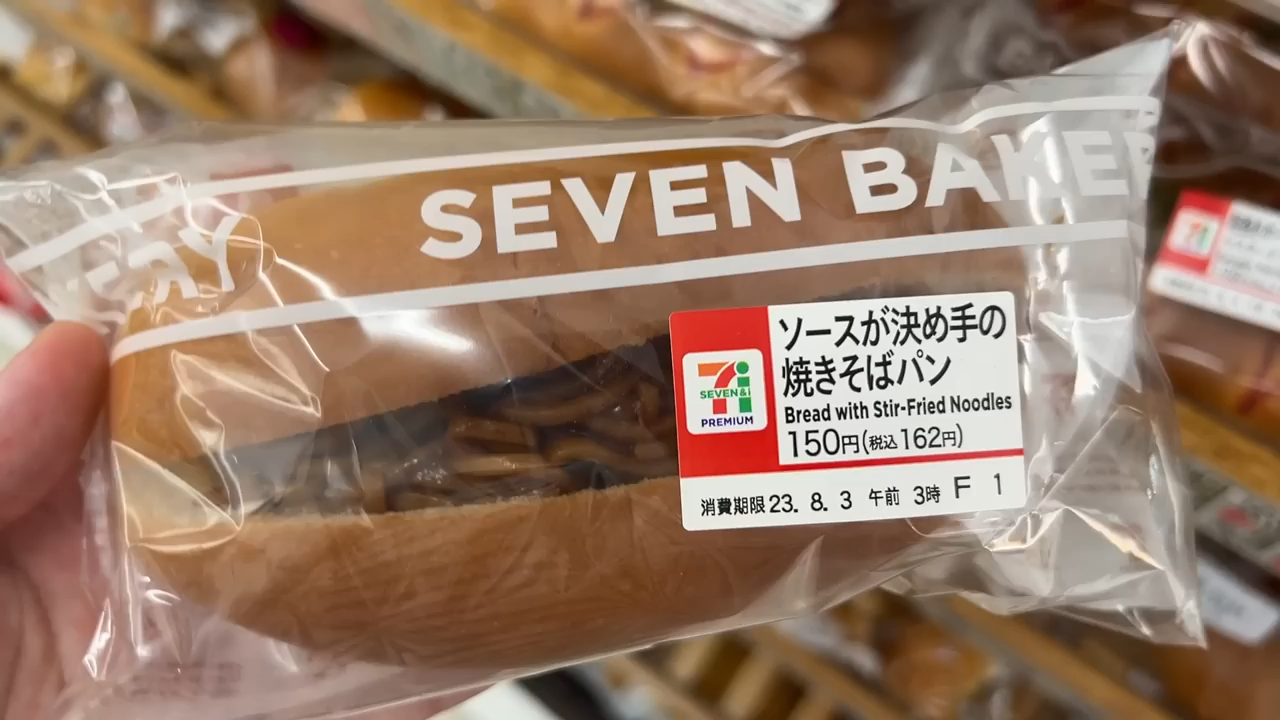 SEVEN BAKER
ERY
ソースが決め手の
焼きそばパン
Bread with Stir-Fried Noodles
150円(税込162円)
SEVEN&i
PREMIUM
消費期限 23. 8. 3 午前 3時 F 1